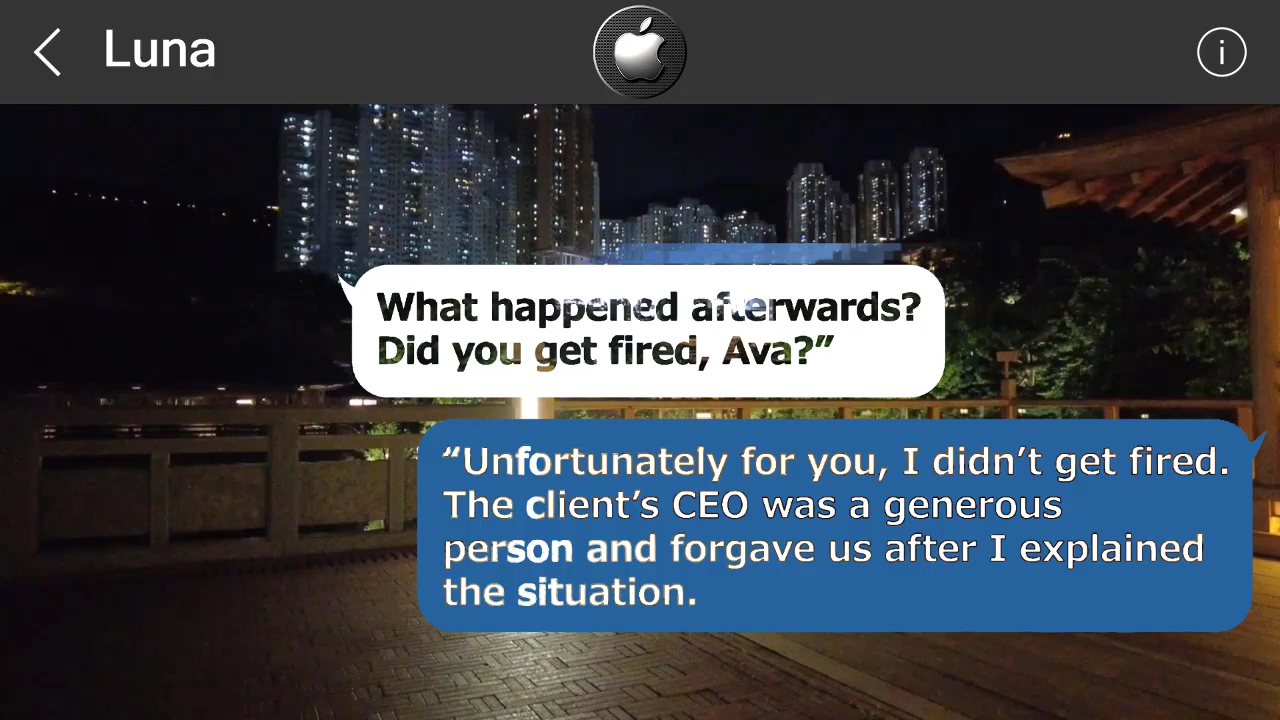 Luna
i
What happened afterwards?
Did you get fired, Ava?”
“Unfortunately for you, I didn’t get fired.
The client’s CEO was a generous
person and forgave us after I explained
the situation.